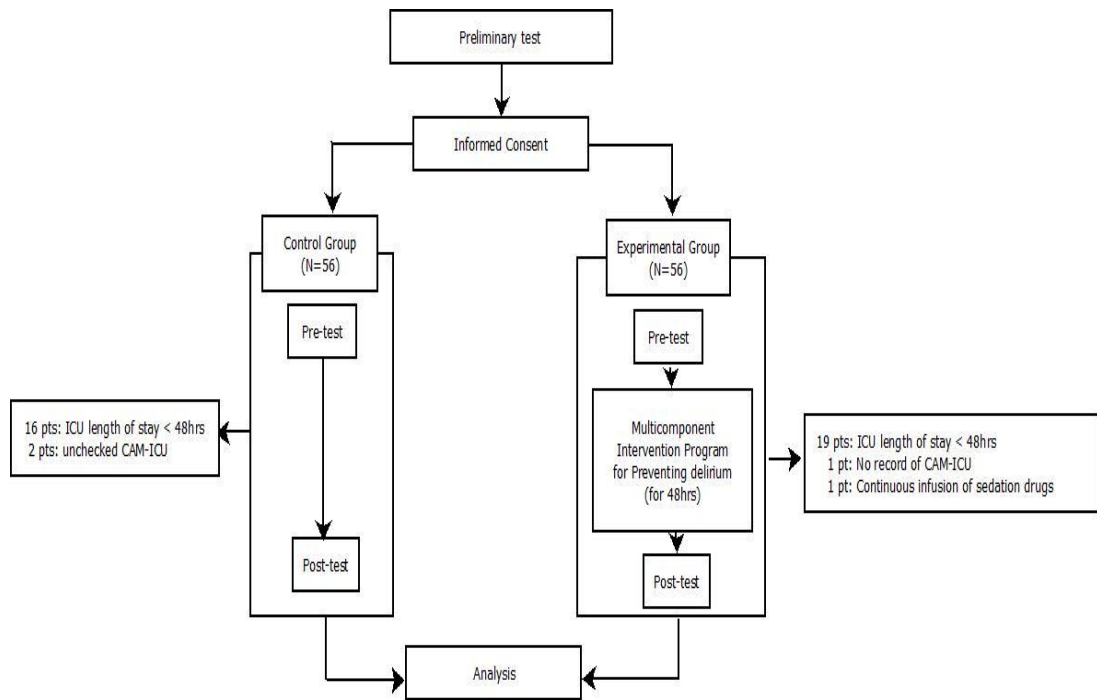 Preliminary test
Informed Consent
Control Group
(N=56)
Pre-test
Post-test
16 pts: ICU length of stay < 48hrs
2 pts: unchecked CAM-ICU
Experimental Group
(N=56)
Pre-test
Multicomponent
Intervention Program
for Preventing delirium
(for 48hrs)
Post-test
19 pts: ICU length of stay < 48hrs
1 pt: No record of CAM-ICU
1 pt: Continuous infusion of sedation drugs
Analysis